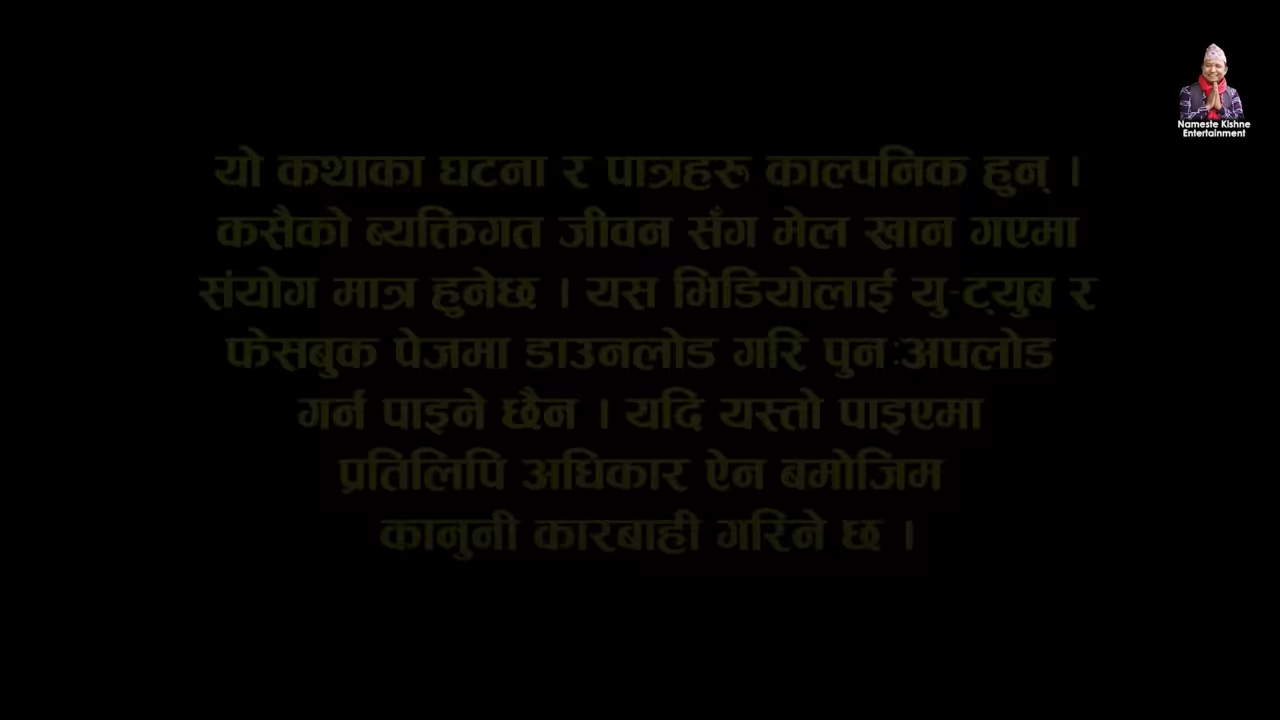 यो कथाका घटना र पात्रहरू काल्पनिक हुन् ।
कसैको ब्यक्तिगत जीवन सँग मेल खान गएमा
संयोग मात्र हुनेछ । यस भिडियोलाई यु-ट्युब र
फेसबुक पेजमा डाउनलोड गरि पुनःअपलोड
गर्न पाइने छैन । यदि यस्तो पाइएमा
प्रतिलिपि अधिकार ऐन बमोजिम
कानुनी कारबाही गरिने छ ।
Nameste Kishne
Entertainment